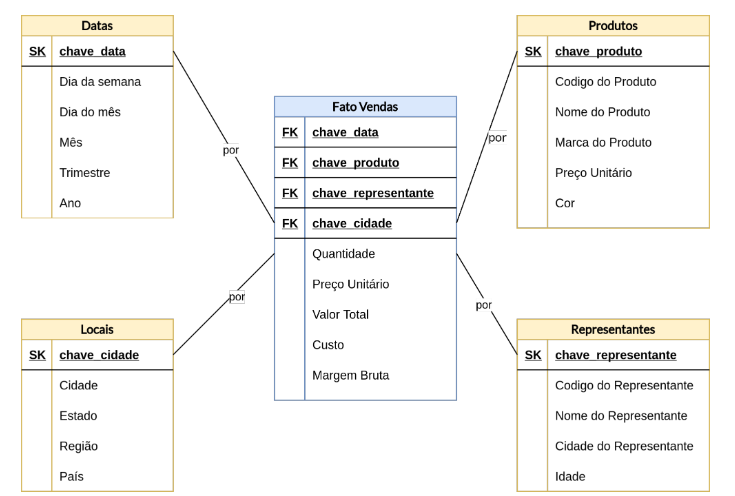 Datas
SK chave_data
Dia da semana
Dia do mês
Mês
Trimestre
Ano
Produtos
SK chave_produto
Codigo do Produto
Nome do Produto
Marca do Produto
Preço Unitário
Cor
Fato Vendas
FK chave_data
FK chave_produto
FK chave_representante
FK chave_cidade
Quantidade
Preço Unitário
Valor Total
Custo
Margem Bruta
por
por
por
por
Locais
SK chave_cidade
Cidade
Estado
Região
País
Representantes
SK chave_representante
Codigo do Representante
Nome do Representante
Cidade do Representante
Idade